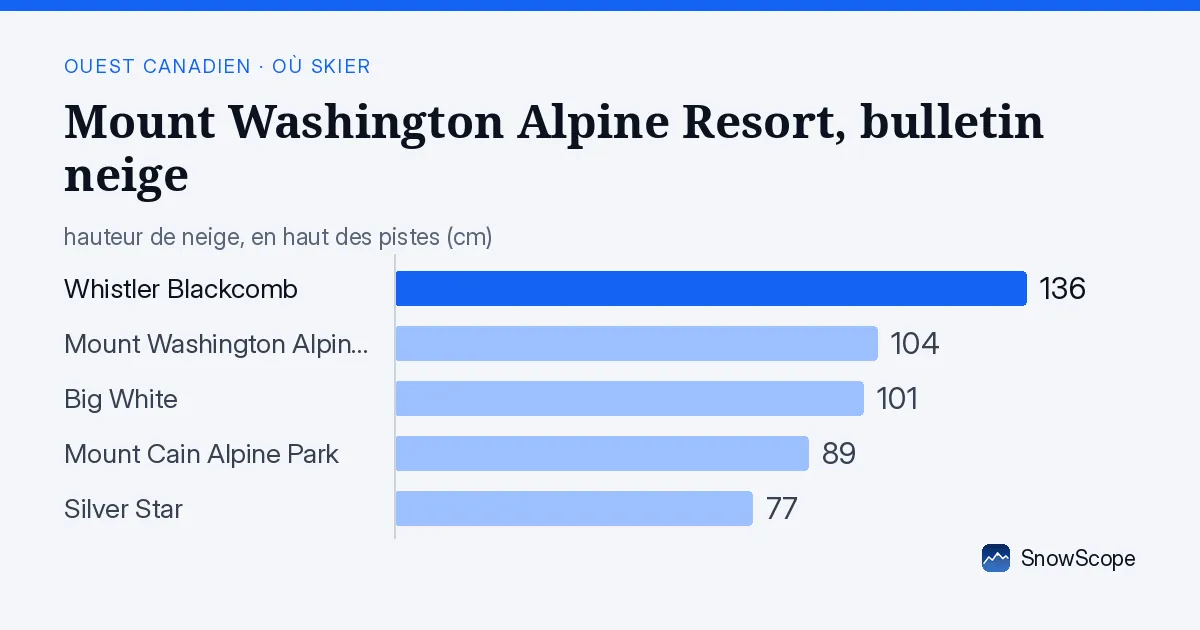 OUEST CANADIEN · OÙ SKIER
Mount Washington Alpine Resort, bulletin
neige
hauteur de neige, en haut des pistes (cm)
Whistler Blackcomb 136
Mount Washington Alpin... 104
Big White 101
Mount Cain Alpine Park 89
Silver Star 77
SnowScope